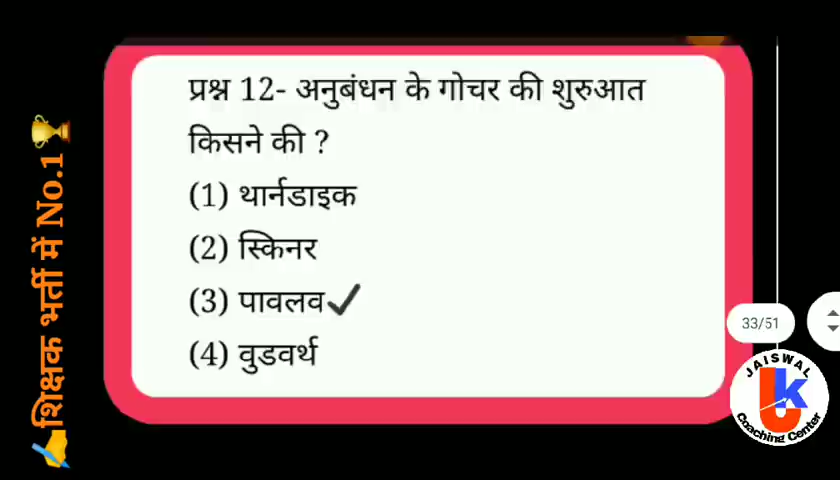 शिक्षक भर्ती में No.1
प्रश्न 12- अनुबंधन के गोचर की शुरुआत
किसने की ?
(1) थार्नडाइक
(2) स्किनर
(3) पावलव
(4) वुडवर्थ
33/51
JAISWAL
k
Coaching Center